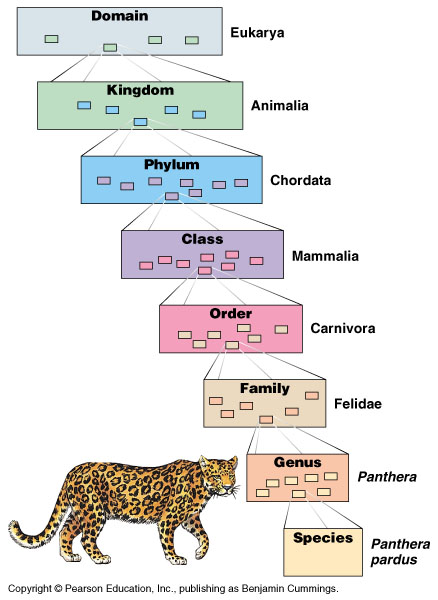 Domain
Eukarya
Kingdom
Animalia
Phylum
Chordata
Class
Mammalia
Order
Carnivora
Family
Felidae
Genus
Panthera
Species
Panthera
pardus
Copyright © Pearson Education, Inc., publishing as Benjamin Cummings.